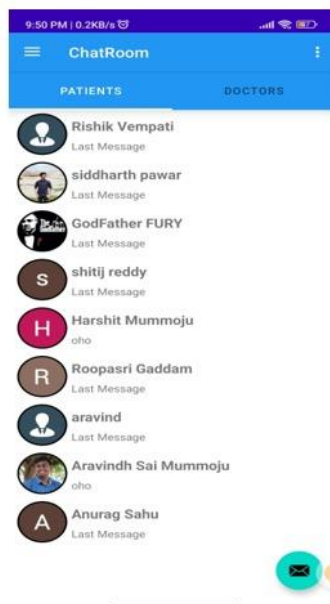 9:50 PM | 0.2KB/s
ChatRoom
PATIENTS DOCTORS
Rishik Vempati
Last Message
siddharth pawar
Last Message
GodFather FURY
Last Message
S
shitij reddy
Last Message
H
Harshit Mummoju
oho
R
Roopasri Gaddam
Last Message
aravind
Last Message
Aravindh Sai Mummoju
oho
A
Anurag Sahu
Last Message